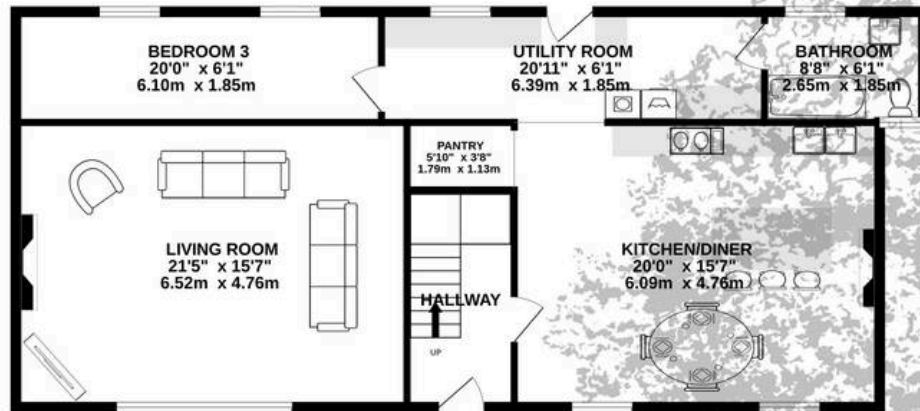 BEDROOM 3
20'0" x 6'1"
6.10m x 1.85m
UTILITY ROOM
20'11" x 6'1"
6.39m x 1.85m
BATHROOM
8'8" x 6'1"
2.65m x 1.85m
PANTRY
5'10" x 3'8"
1.79m x 1.13m
LIVING ROOM
21'5" x 15'7"
6.52m x 4.76m
HALLWAY
UP
KITCHEN/DINER
20'0" x 15'7"
6.09m x 4.76m